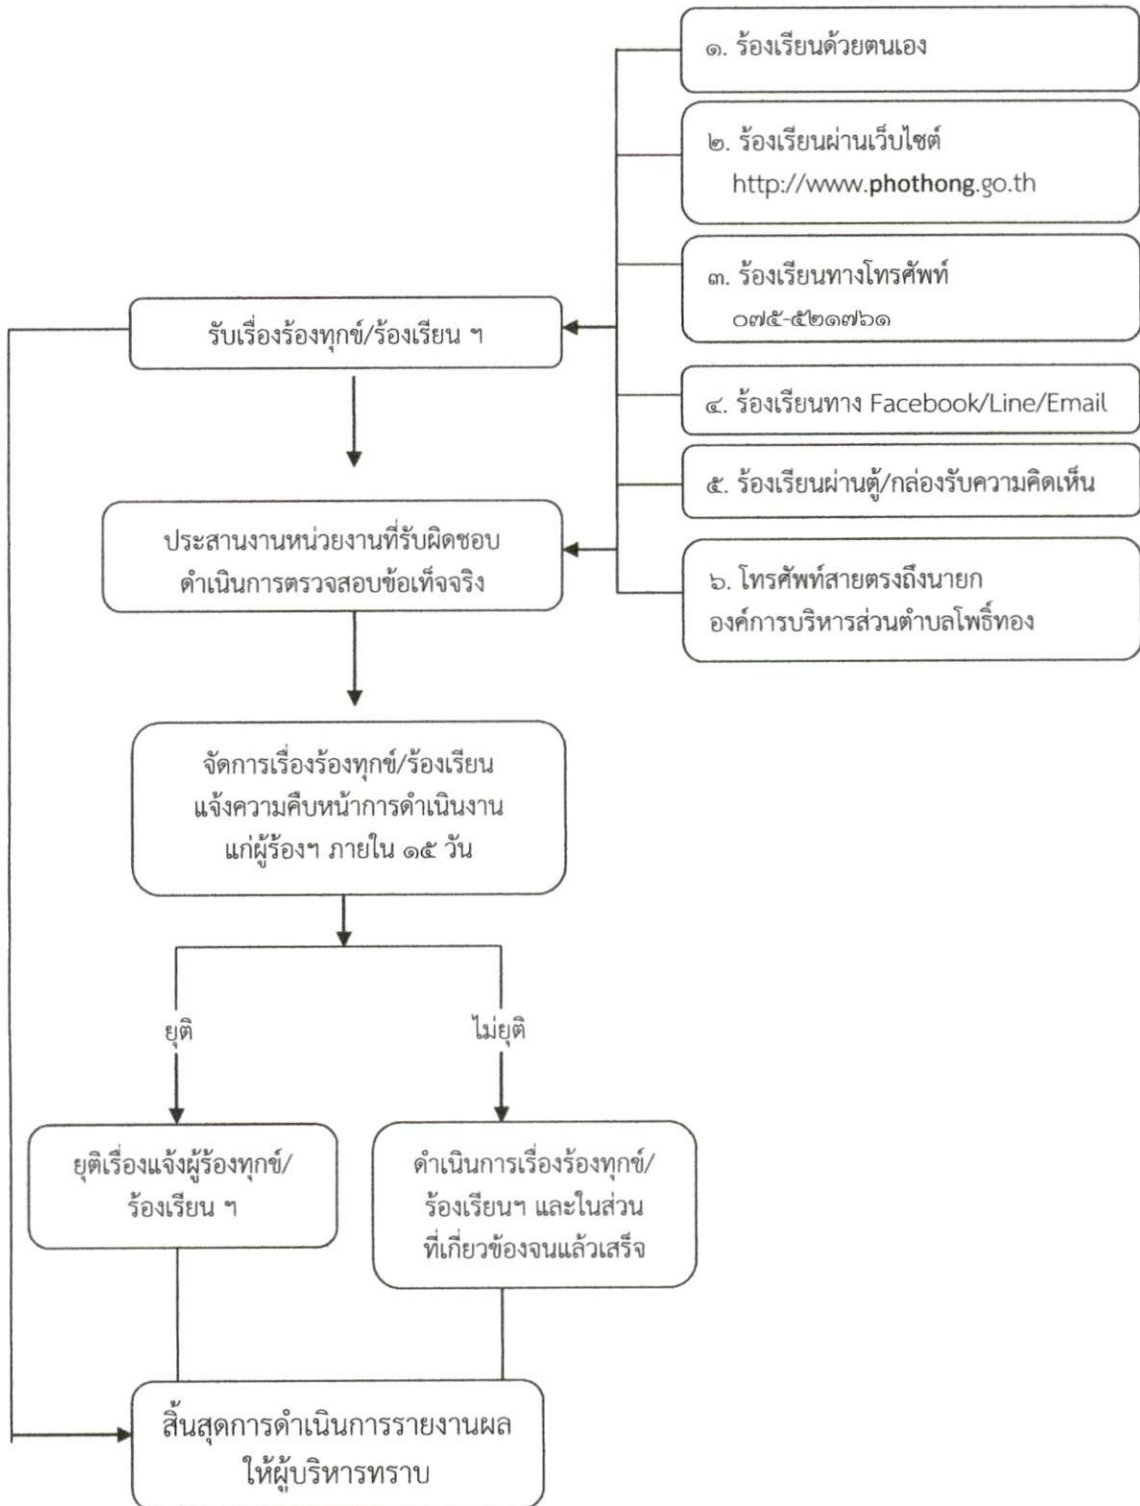 ๑. ร้องเรียนด้วยตนเอง
๒. ร้องเรียนผ่านเว็บไซต์
http://www.phothong.go.th
๓. ร้องเรียนทางโทรศัพท์
๐๗๕-๕๒๑๗๖๑
๔. ร้องเรียนทาง Facebook/Line/Email
๕. ร้องเรียนผ่านตู้/กล่องรับความคิดเห็น
๖. โทรศัพท์สายตรงถึงนายก
องค์การบริหารส่วนตำบลโพธิ์ทอง
รับเรื่องร้องทุกข์/ร้องเรียน ฯ
ประสานงานหน่วยงานที่รับผิดชอบ
ดำเนินการตรวจสอบข้อเท็จจริง
จัดการเรื่องร้องทุกข์/ร้องเรียน
แจ้งความคืบหน้าการดำเนินงาน
แก่ผู้ร้องฯ ภายใน ๑๕ วัน
ยุติ
ไม่ยุติ
ยุติเรื่องแจ้งผู้ร้องทุกข์/
ร้องเรียน ฯ
ดำเนินการเรื่องร้องทุกข์/
ร้องเรียนฯ และในส่วน
ที่เกี่ยวข้องจนแล้วเสร็จ
สิ้นสุดการดำเนินการรายงานผล
ให้ผู้บริหารทราบ